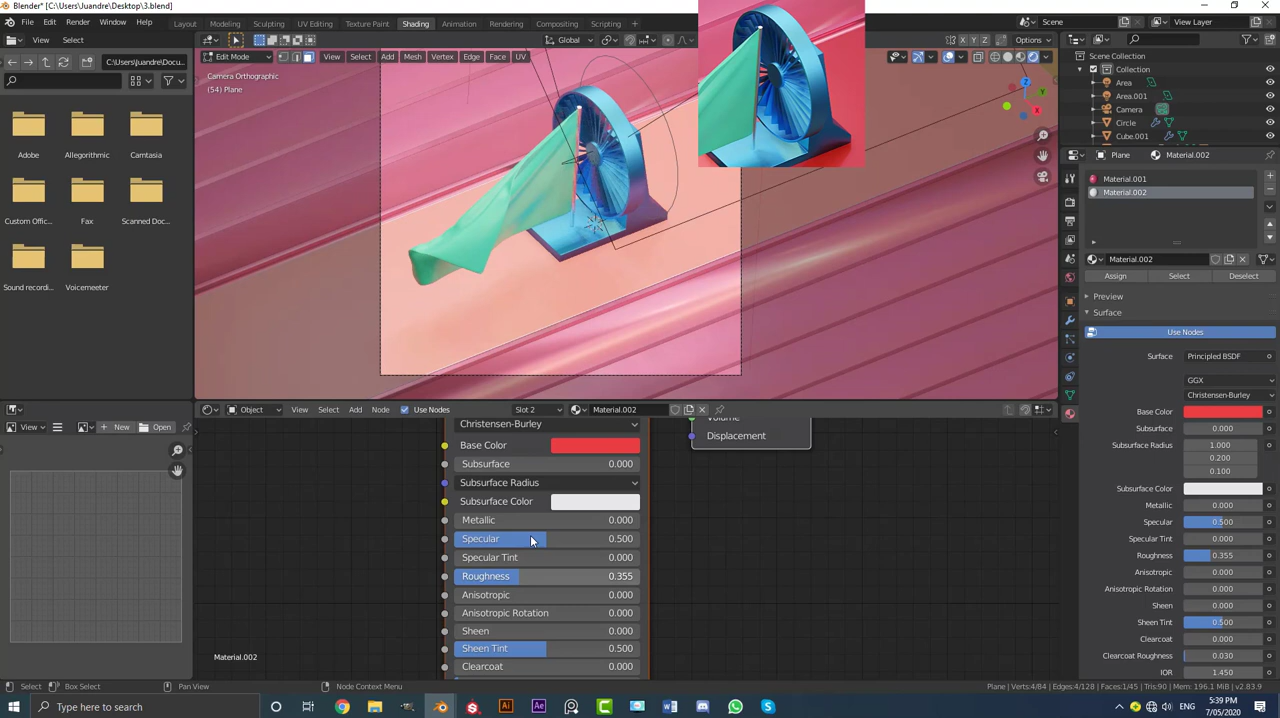 Blender* [C:\Users\Juandre\Desktop\3.blend]
File Edit Render Window Help
Layout Modeling Sculpting UV Editing Texture Paint Shading Animation Rendering Compositing Scripting
Scene View Layer
View Select
Edit Mode View Select Add Mesh Vertex Edge Face UV
Global
X Y Z
Options
C:\Users\Juandre\Docu...
Adobe Allegorithmic Camtasia
Custom Offic... Fax Scanned Doc...
Sound recordi... Voicemeeter
Camera Orthographic
(54) Plane
Scene Collection
Collection
Area
Area.001
Camera
Circle
Cube.001
Plane Material.002
Material.001
Material.002
Material.002
Assign Select Deselect
Preview
Surface
Use Nodes
Surface Principled BSDF
GGX
Christensen-Burley
Base Color
Subsurface 0.000
Subsurface Radius 1.000
0.200
0.100
Subsurface Color
Metallic 0.000
Specular 0.500
Specular Tint 0.000
Roughness 0.355
Anisotropic 0.000
Anisotropic Rotation 0.000
Sheen 0.000
Sheen Tint 0.500
Clearcoat 0.000
Clearcoat Roughness 0.030
IOR 1.450
View New Open
Object View Select Add Node Use Nodes Slot 2 Material.002
Christensen-Burley
Base Color
Subsurface 0.000
Subsurface Radius
Subsurface Color
Metallic 0.000
Specular 0.500
Specular Tint 0.000
Roughness 0.355
Anisotropic 0.000
Anisotropic Rotation 0.000
Sheen 0.000
Sheen Tint 0.500
Clearcoat 0.000
Volume
Displacement
Material.002
Select Box Select Pan View Node Context Menu
Plane | Verts:4/84 | Edges:4/128 | Faces:1/45 | Tris:90 | Mem: 196.1 MiB | v2.83.9
Type here to search
5:39 PM
7/05/2020